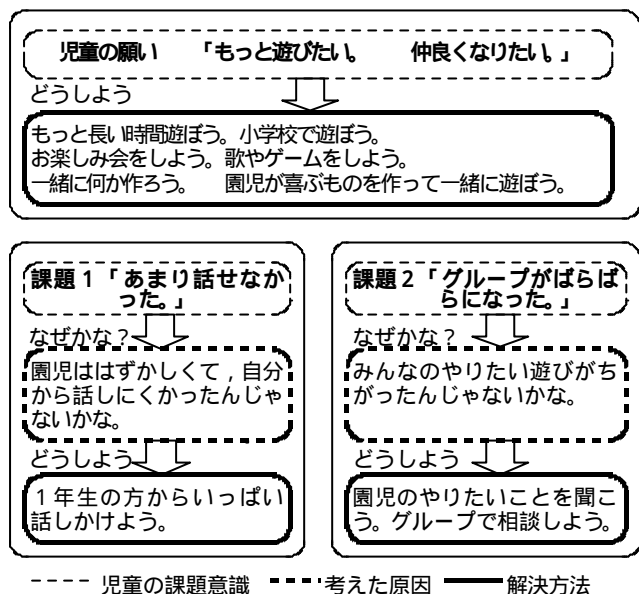 児童の願い 「もっと遊びたい。 仲良くなりたい。」
どうしよう
もっと長い時間遊ぼう。小学校で遊ぼう。
お楽しみ会をしよう。歌やゲームをしよう。
一緒に何か作ろう。 園児が喜ぶものを作って一緒に遊ぼう。
課題1「あまり話せなか
った。」
なぜかな?
園児ははずかしくて,自分
から話しにくかったんじゃ
ないかな。
どうしよう
1年生の方からいっぱい
話しかけよう。
課題2「グループがばらば
らになった。」
なぜかな?
みんなのやりたい遊びがち
がったんじゃないかな。
どうしよう
園児のやりたいことを聞こ
う。グループで相談しよう。
児童の課題意識 考えた原因 解決方法